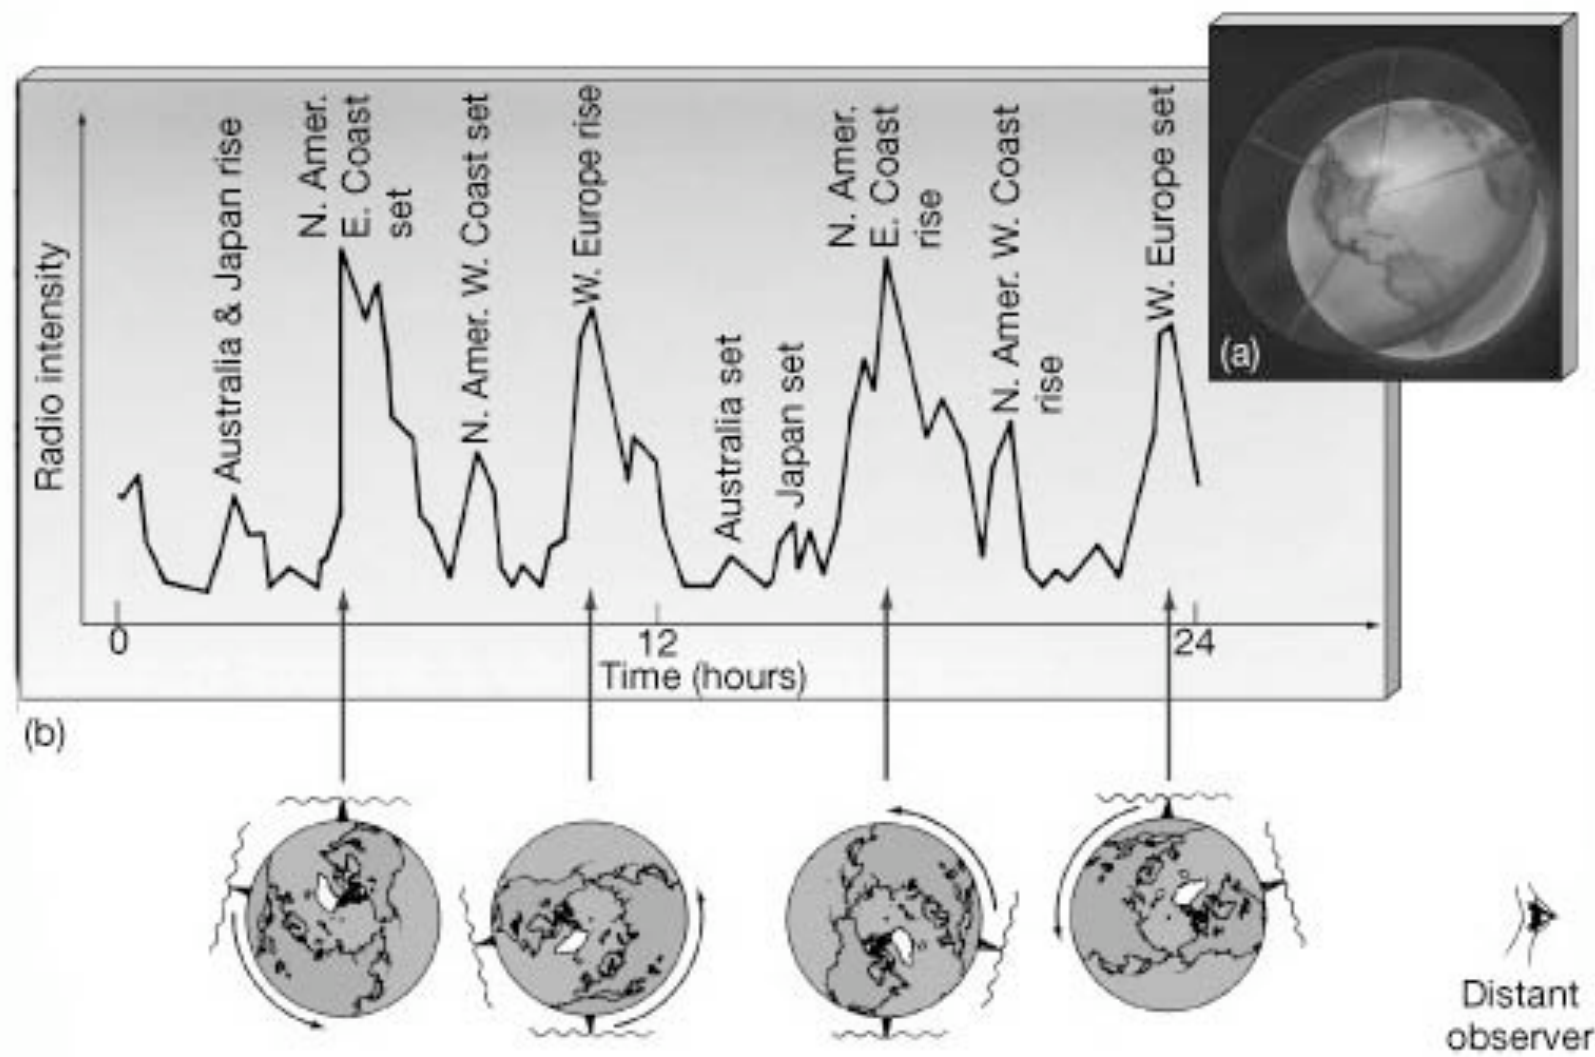 Radio intensity
Australia & Japan rise
N. Amer.
E. Coast
set
N. Amer. W. Coast set
W. Europe rise
Australia set
Japan set
N. Amer.
E. Coast
rise
N. Amer. W. Coast
rise
W. Europe set
(a)
0
12
24
Time (hours)
(b)
Distant
observer